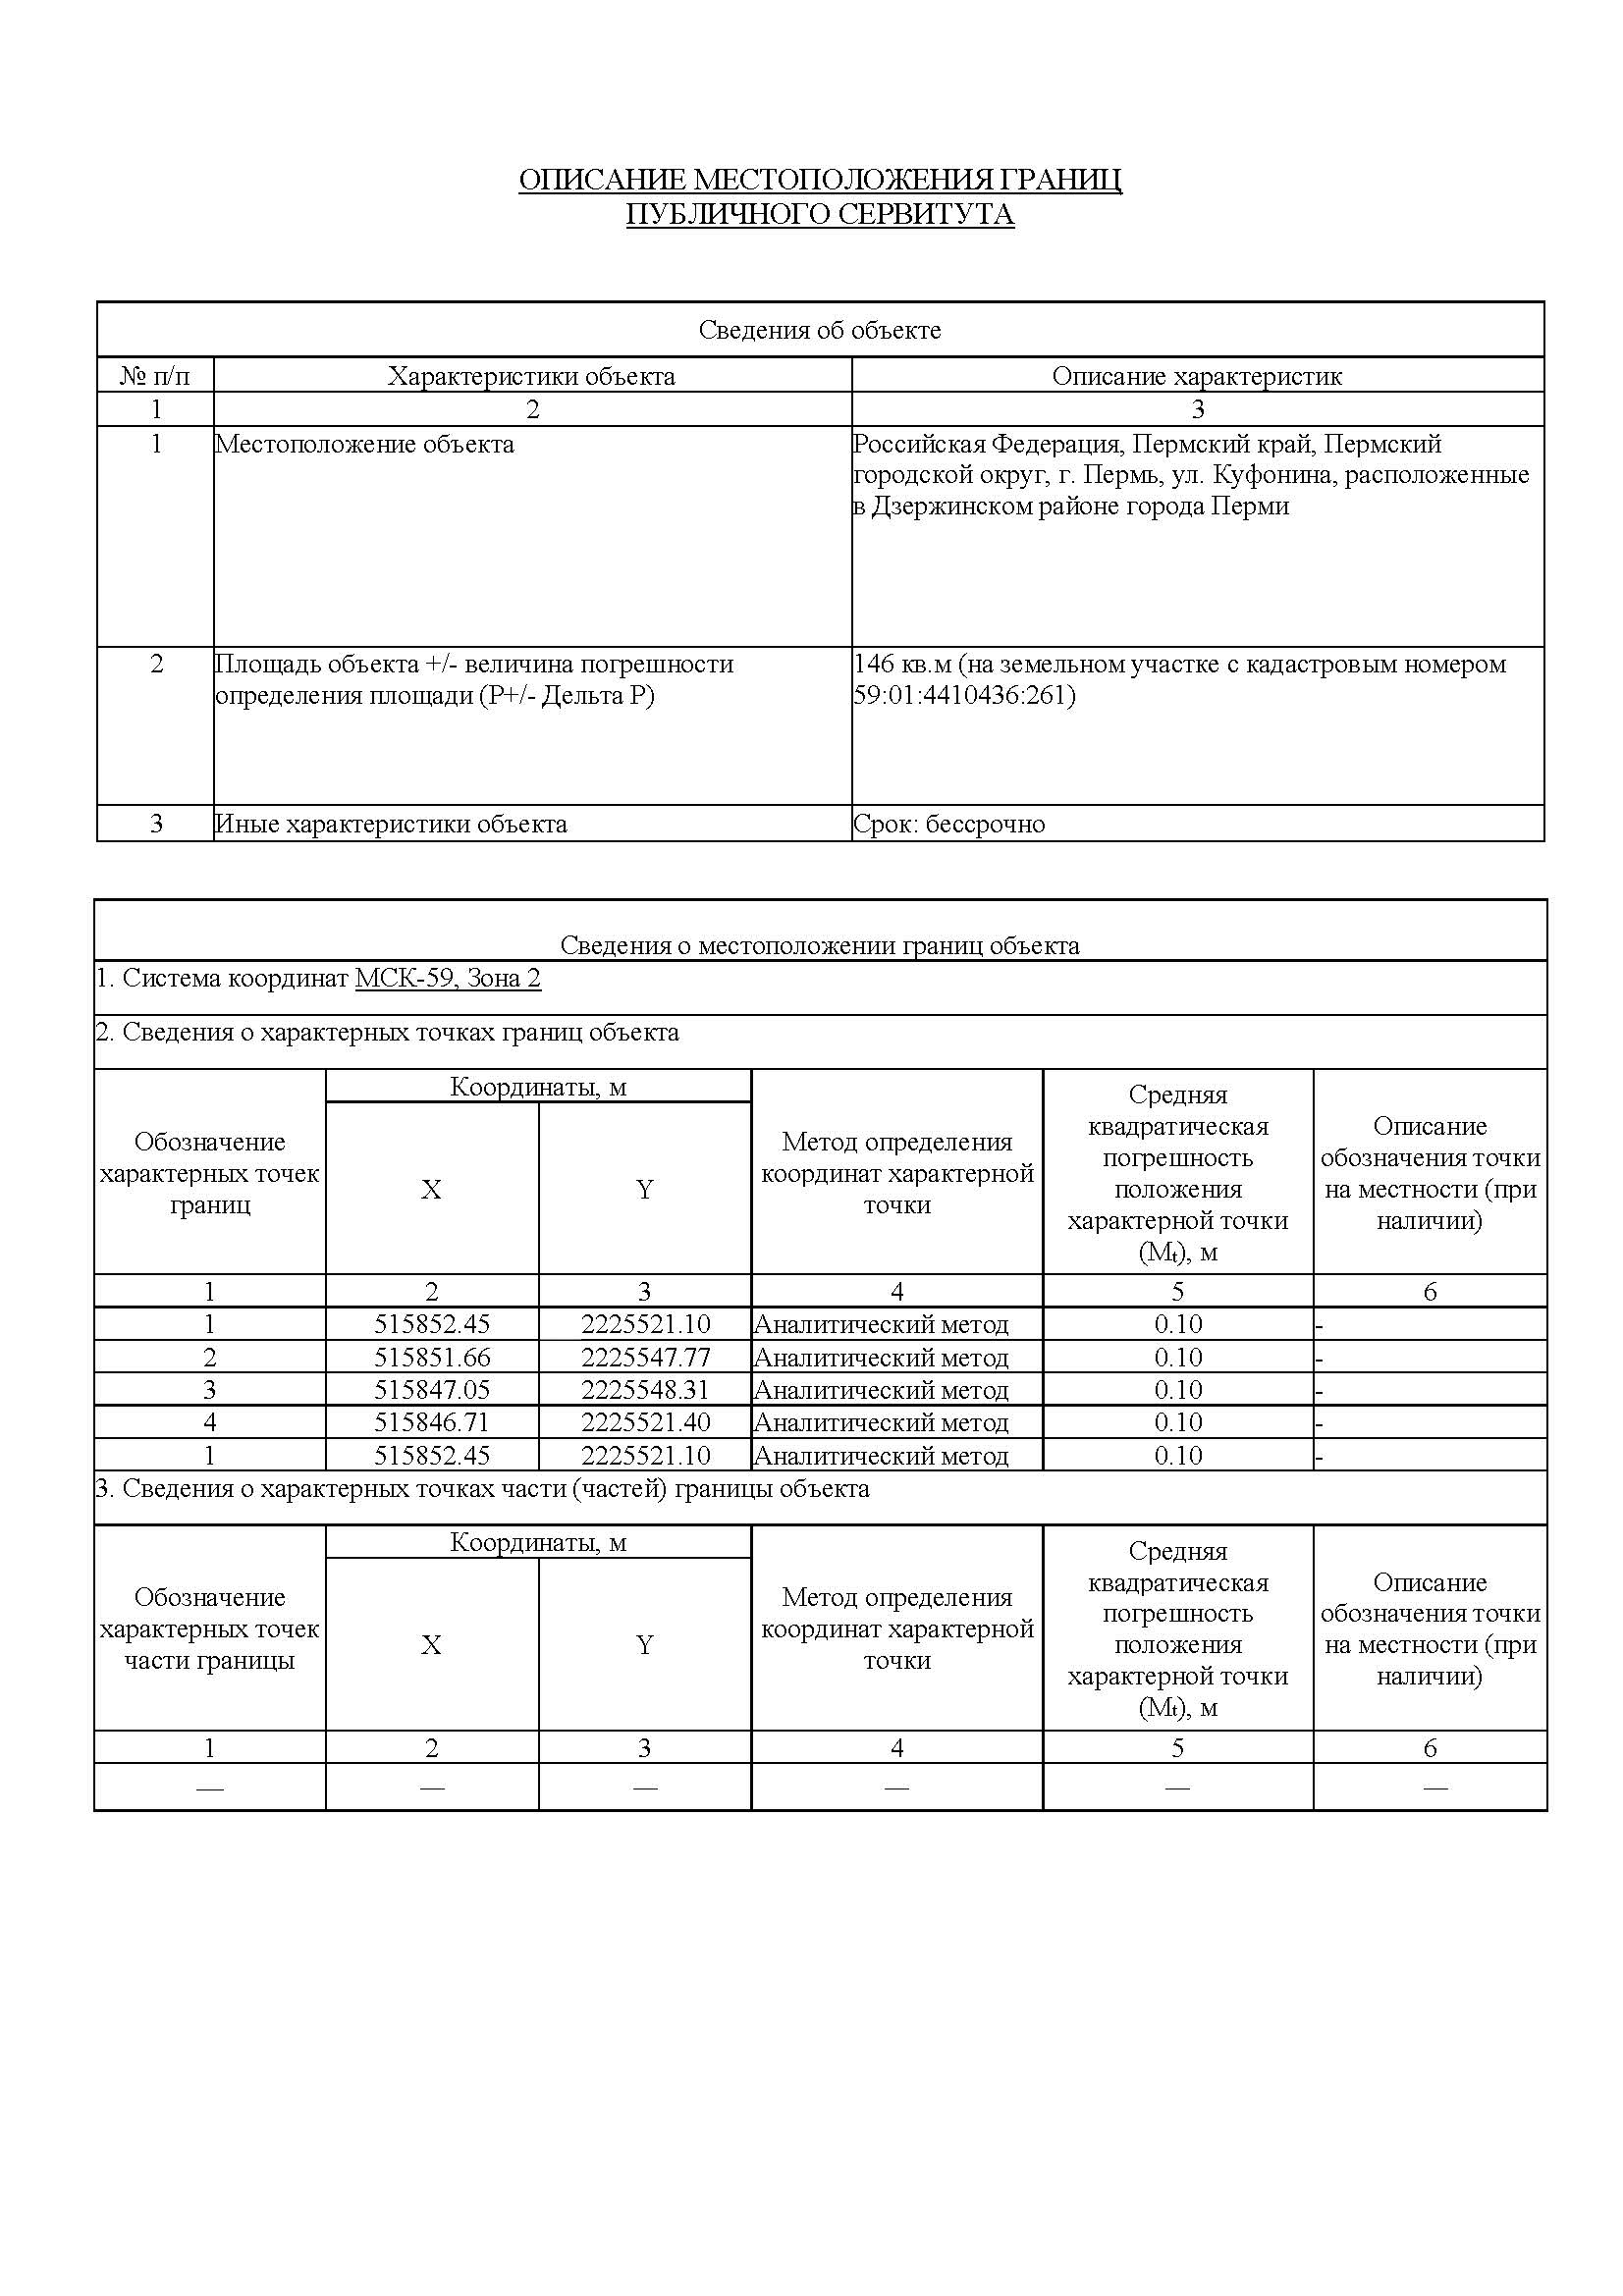 ОПИСАНИЕ МЕСТОПОЛОЖЕНИЯ ГРАНИЦ
ПУБЛИЧНОГО СЕРВИТУТА
Сведения об объекте
№ п/п Характеристики объекта Описание характеристик
1 2 3
1 Местоположение объекта Российская Федерация, Пермский край, Пермский
городской округ, г. Пермь, ул. Куфонина, расположенные
в Дзержинском районе города Перми
2 Площадь объекта +/- величина погрешности 146 кв.м (на земельном участке с кадастровым номером
определения площади (Р+/- Дельта Р) 59:01:4410436:261)
3 Иные характеристики объекта Срок: бессрочно
Сведения о местоположении границ объекта
1. Система координат МСК-59, Зона 2
2. Сведения о характерных точках границ объекта
Обозначение
характерных точек
границ
Координаты, м
X Y
Метод определения
координат характерной
точки
Средняя
квадратическая
погрешность
положения
характерной точки
(Mt), м
Описание
обозначения точки
на местности (при
наличии)
1 2 3 4 5 6
1 515852.45 2225521.10 Аналитический метод 0.10 -
2 515851.66 2225547.77 Аналитический метод 0.10 -
3 515847.05 2225548.31 Аналитический метод 0.10 -
4 515846.71 2225521.40 Аналитический метод 0.10 -
1 515852.45 2225521.10 Аналитический метод 0.10 -
3. Сведения о характерных точках части (частей) границы объекта
Обозначение
характерных точек
части границы
Координаты, м
X Y
Метод определения
координат характерной
точки
Средняя
квадратическая
погрешность
положения
характерной точки
(Mt), м
Описание
обозначения точки
на местности (при
наличии)
1 2 3 4 5 6
— — — — — —